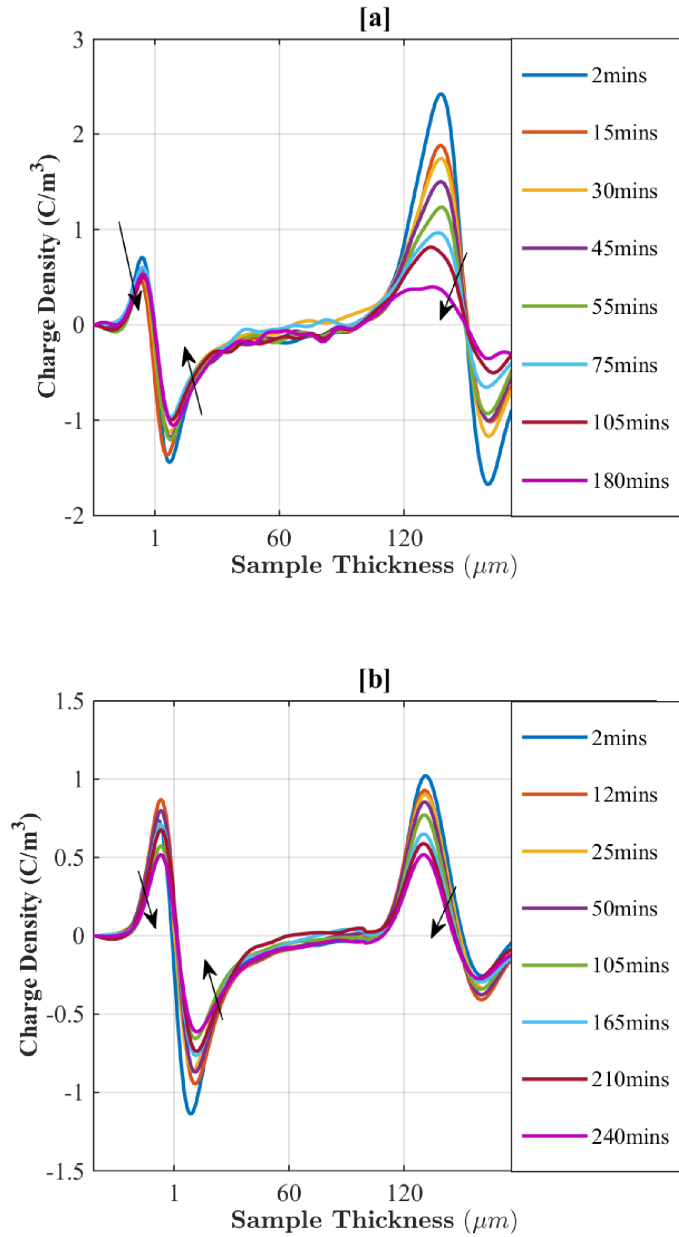 [a]
3
2
1
0
-1
-2
Charge Density (C/m³)
1
60
120
Sample Thickness (μm)
2mins
15mins
30mins
45mins
55mins
75mins
105mins
180mins
[b]
1.5
1
0.5
0
-0.5
-1
-1.5
Charge Density (C/m³)
1
60
120
Sample Thickness (μm)
2mins
12mins
25mins
50mins
105mins
165mins
210mins
240mins